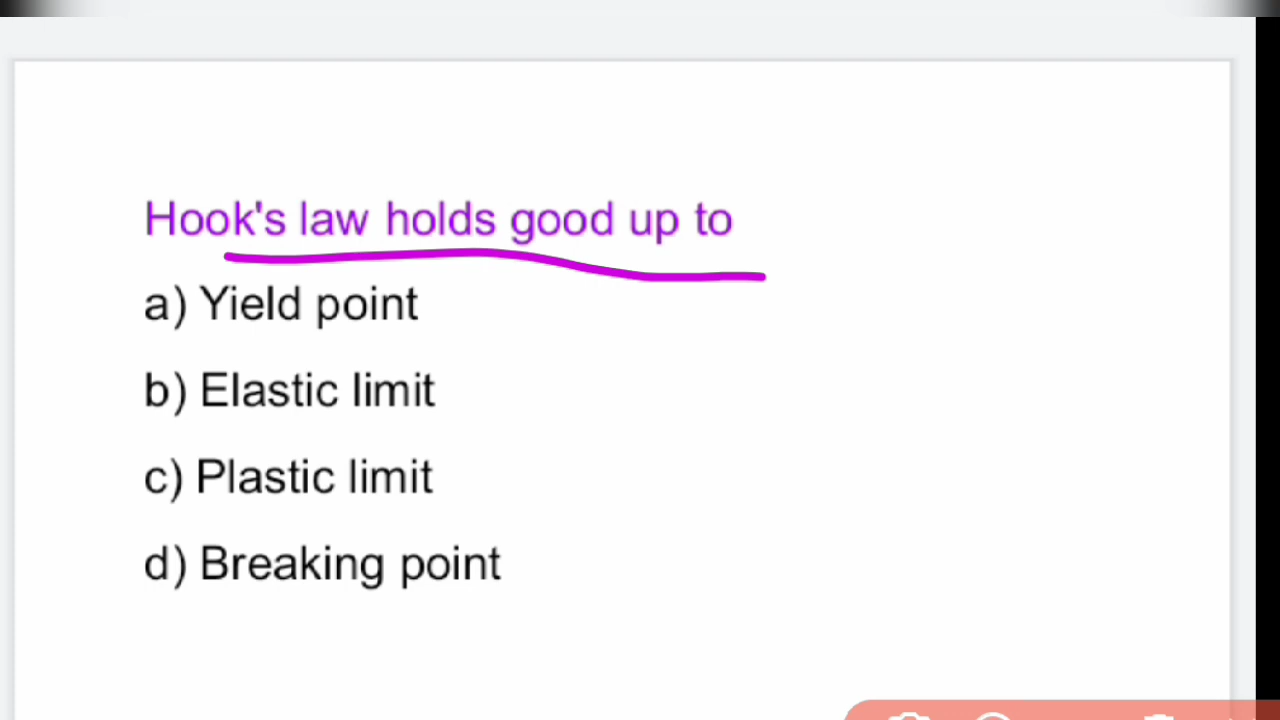 Hook's law holds good up to
a) Yield point
b) Elastic limit
c) Plastic limit
d) Breaking point